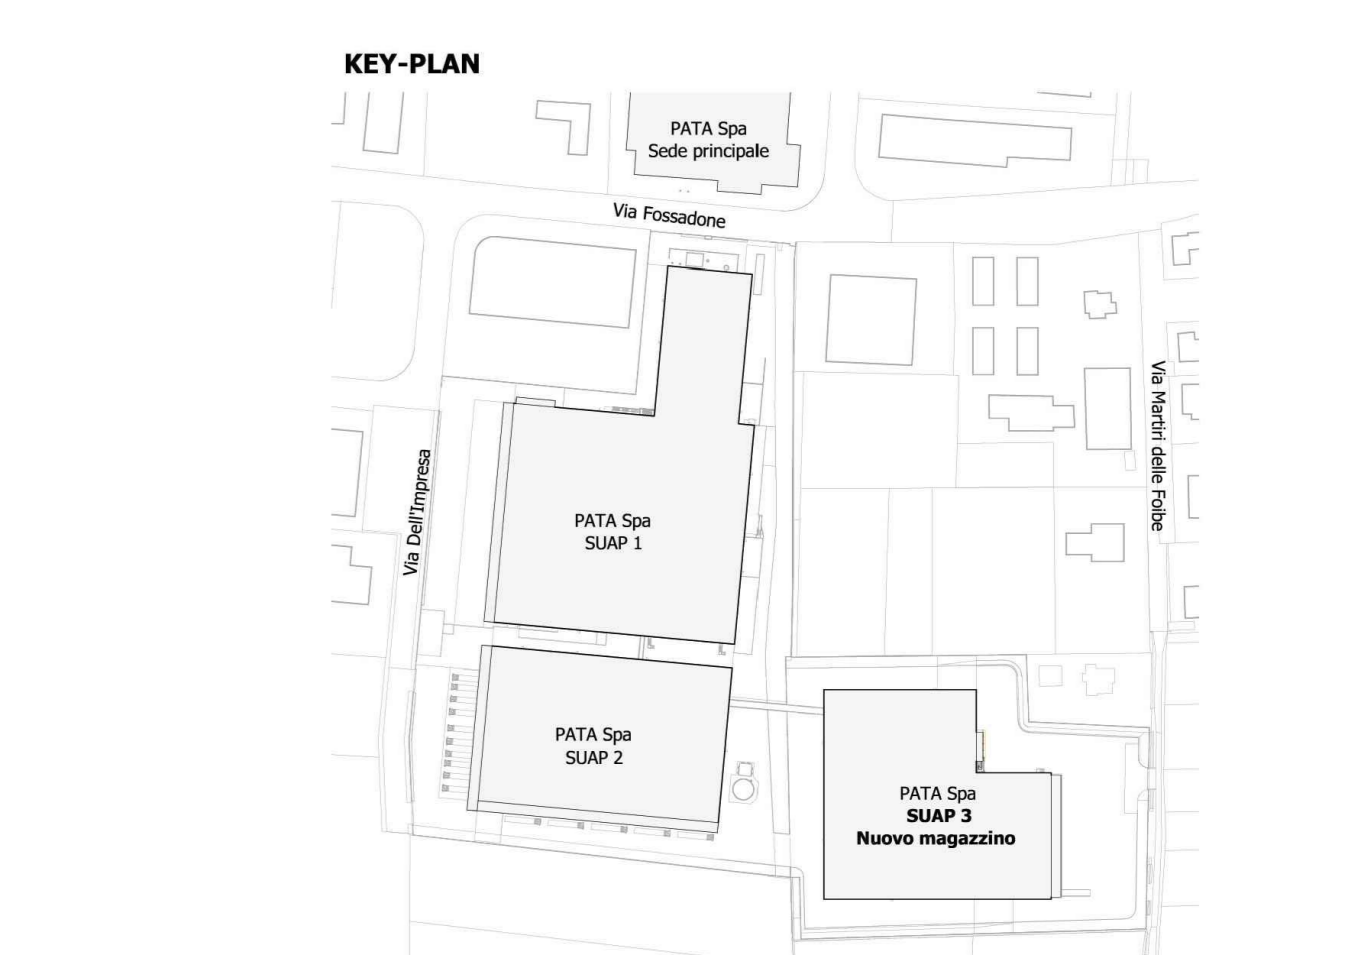 KEY-PLAN
PATA Spa
Sede principale
Via Fossadone
Via Martiri delle Foibe
Via Dell'Impresa
PATA Spa
SUAP 1
PATA Spa
SUAP 2
PATA Spa
SUAP 3
Nuovo magazzino